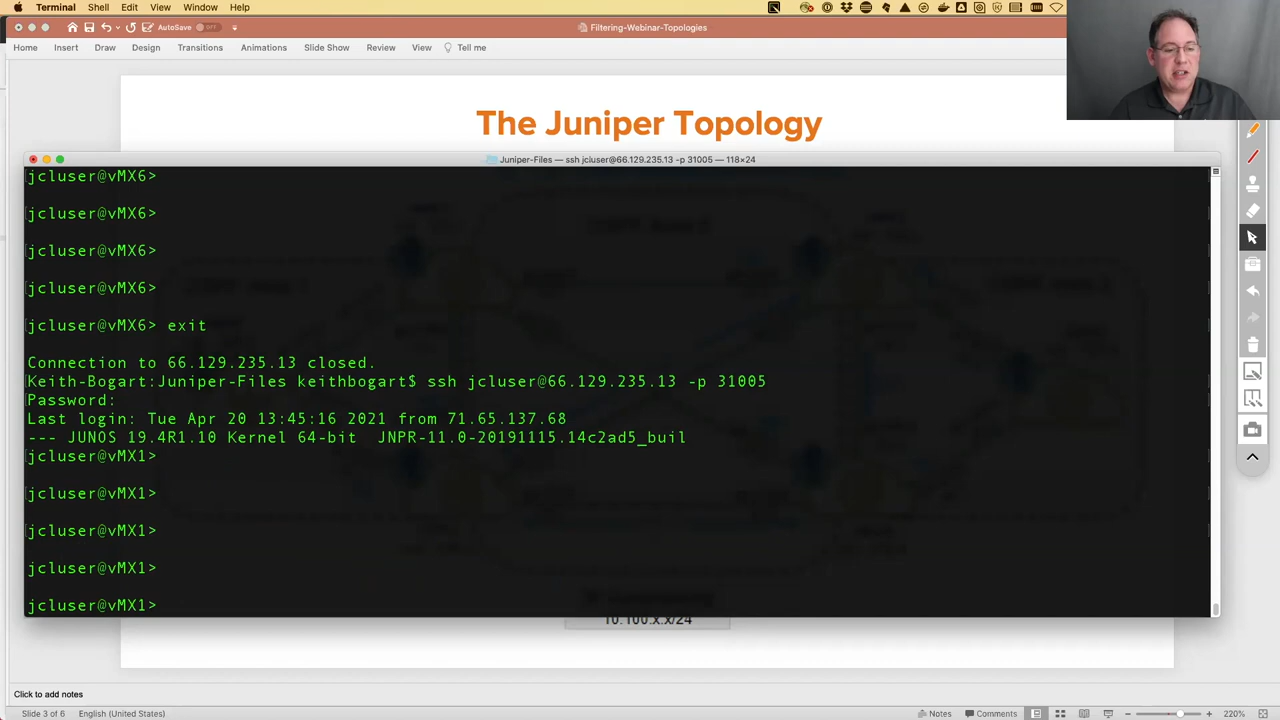 Terminal Shell Edit View Window Help
AutoSave OFF Filtering-Webinar-Topologies
Home Insert Draw Design Transitions Animations Slide Show Review View Tell me
The Juniper Topology
Juniper-Files — ssh jcluser@66.129.235.13 -p 31005 — 118×24
[jcluser@vMX6>
[jcluser@vMX6>
[jcluser@vMX6>
[jcluser@vMX6>
[jcluser@vMX6> exit
Connection to 66.129.235.13 closed.
[Keith-Bogart:Juniper-Files keithbogart$ ssh jcluser@66.129.235.13 -p 31005
[Password:
Last login: Tue Apr 20 13:45:16 2021 from 71.65.137.68
--- JUNOS 19.4R1.10 Kernel 64-bit  JNPR-11.0-20191115.14c2ad5_buil
[jcluser@vMX1>
[jcluser@vMX1>
[jcluser@vMX1>
[jcluser@vMX1>
jcluser@vMX1>
10.100.x.x/24
Click to add notes
Slide 3 of 6 English (United States) Notes Comments 220%